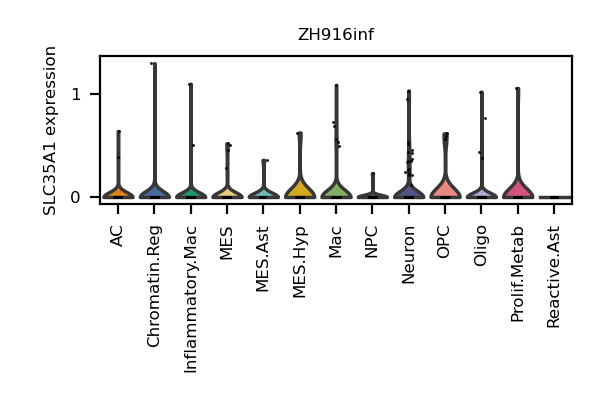 ZH916inf
SLC35A1 expression
1
0
AC
Chromatin.Reg
Inflammatory.Mac
MES
MES.Ast
MES.Hyp
Mac
NPC
Neuron
OPC
Oligo
Prolif.Metab
Reactive.Ast